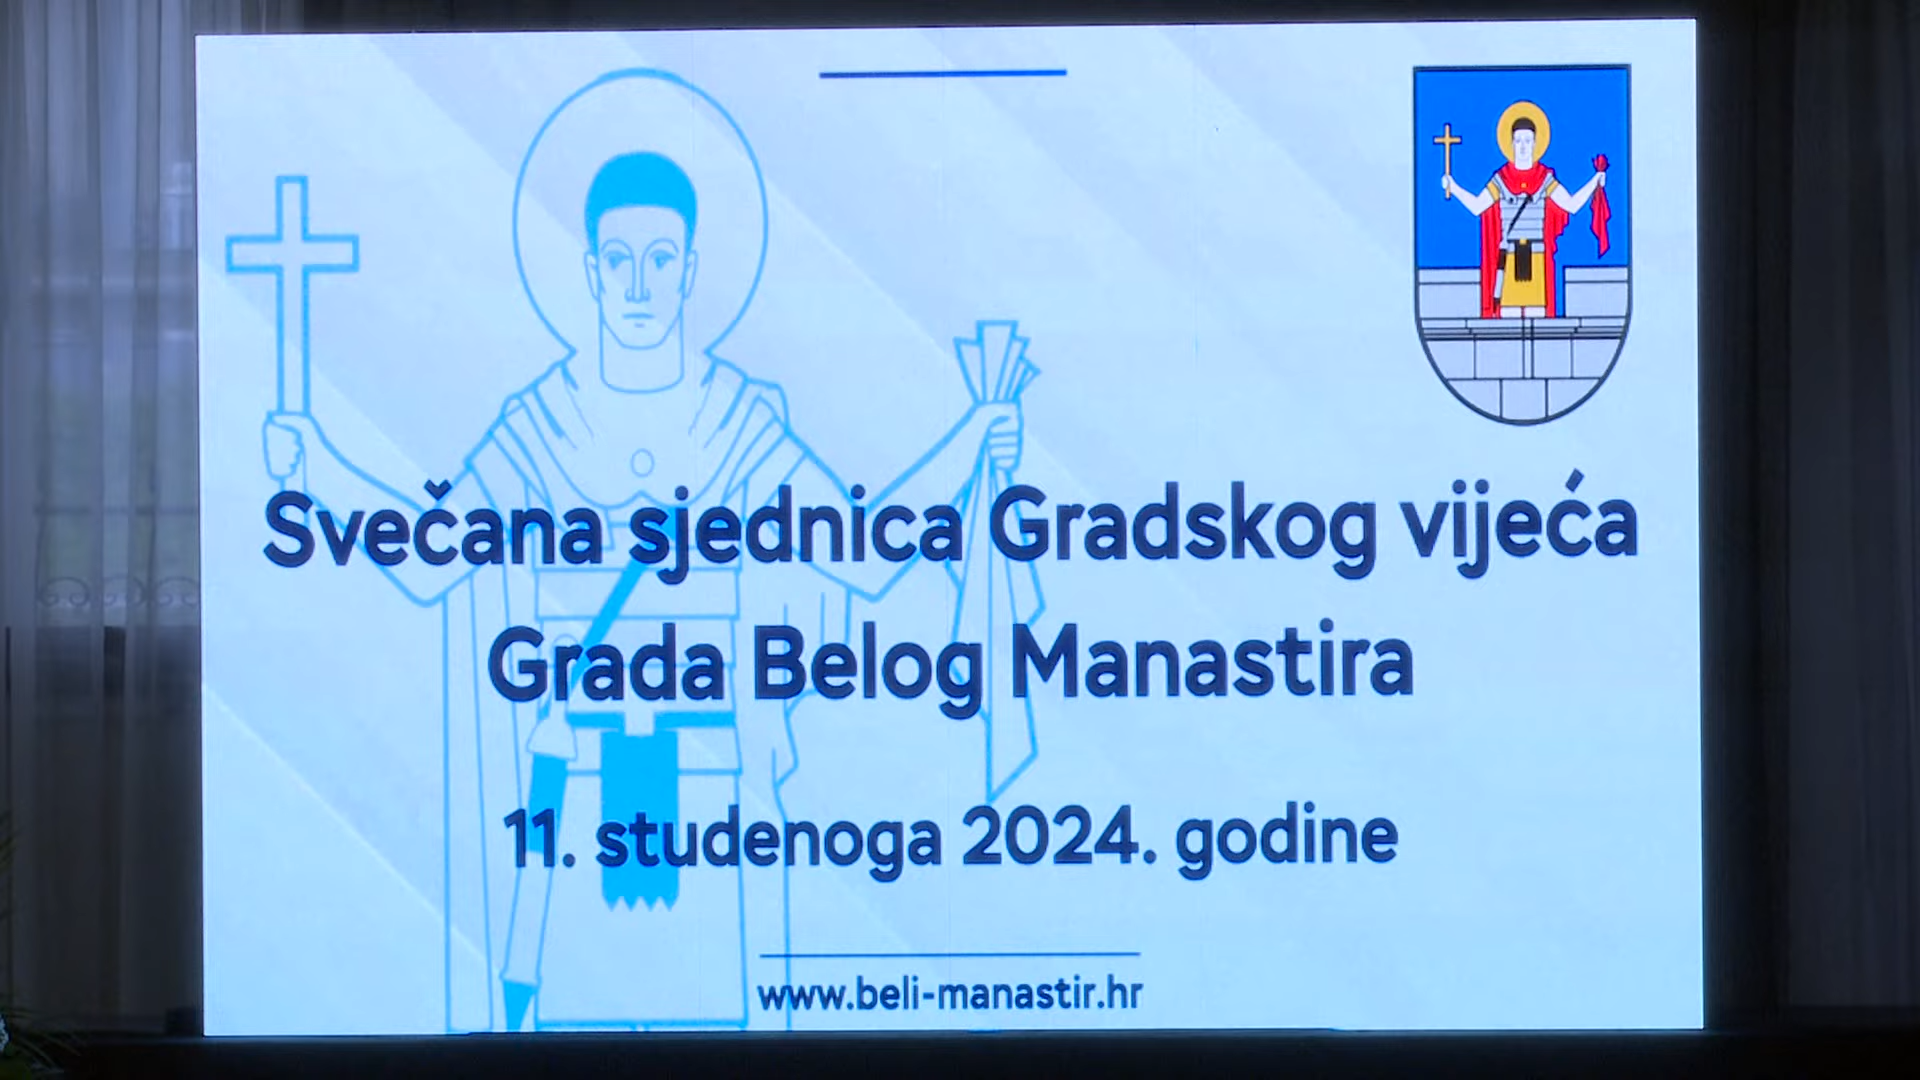 Svečana sjednica Gradskog vijeća
Grada Belog Manastira
11. studenoga 2024. godine
www.beli-manastir.hr